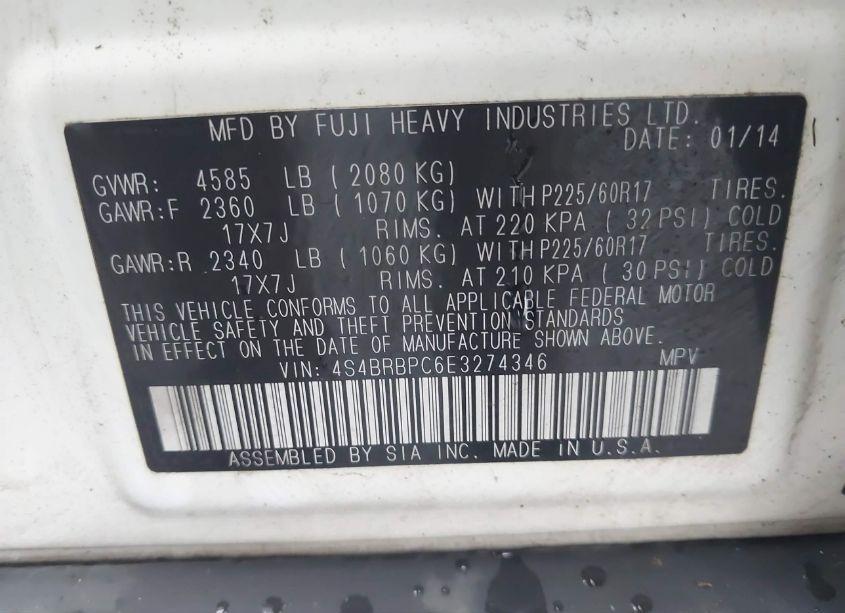 MFD BY FUJI HEAVY INDUSTRIES LTD.
DATE: 01/14
GVWR: 4585 LB ( 2080 KG)
GAWR:F 2360 LB ( 1070 KG) WITH P225/60R17 TIRES.
17X7J RIMS. AT 220 KPA ( 32 PSI) COLD
GAWR:R 2340 LB ( 1060 KG) WITH P225/60R17 TIRES.
17X7J RIMS. AT 210 KPA ( 30 PSI) COLD
THIS VEHICLE CONFORMS TO ALL APPLICABLE FEDERAL MOTOR
VEHICLE SAFETY AND THEFT PREVENTION STANDARDS
IN EFFECT ON THE DATE OF MANUFACTURE SHOWN ABOVE.
VIN: 4S4BRBPC6E3274346 MPV
ASSEMBLED BY SIA INC. MADE IN U.S.A.